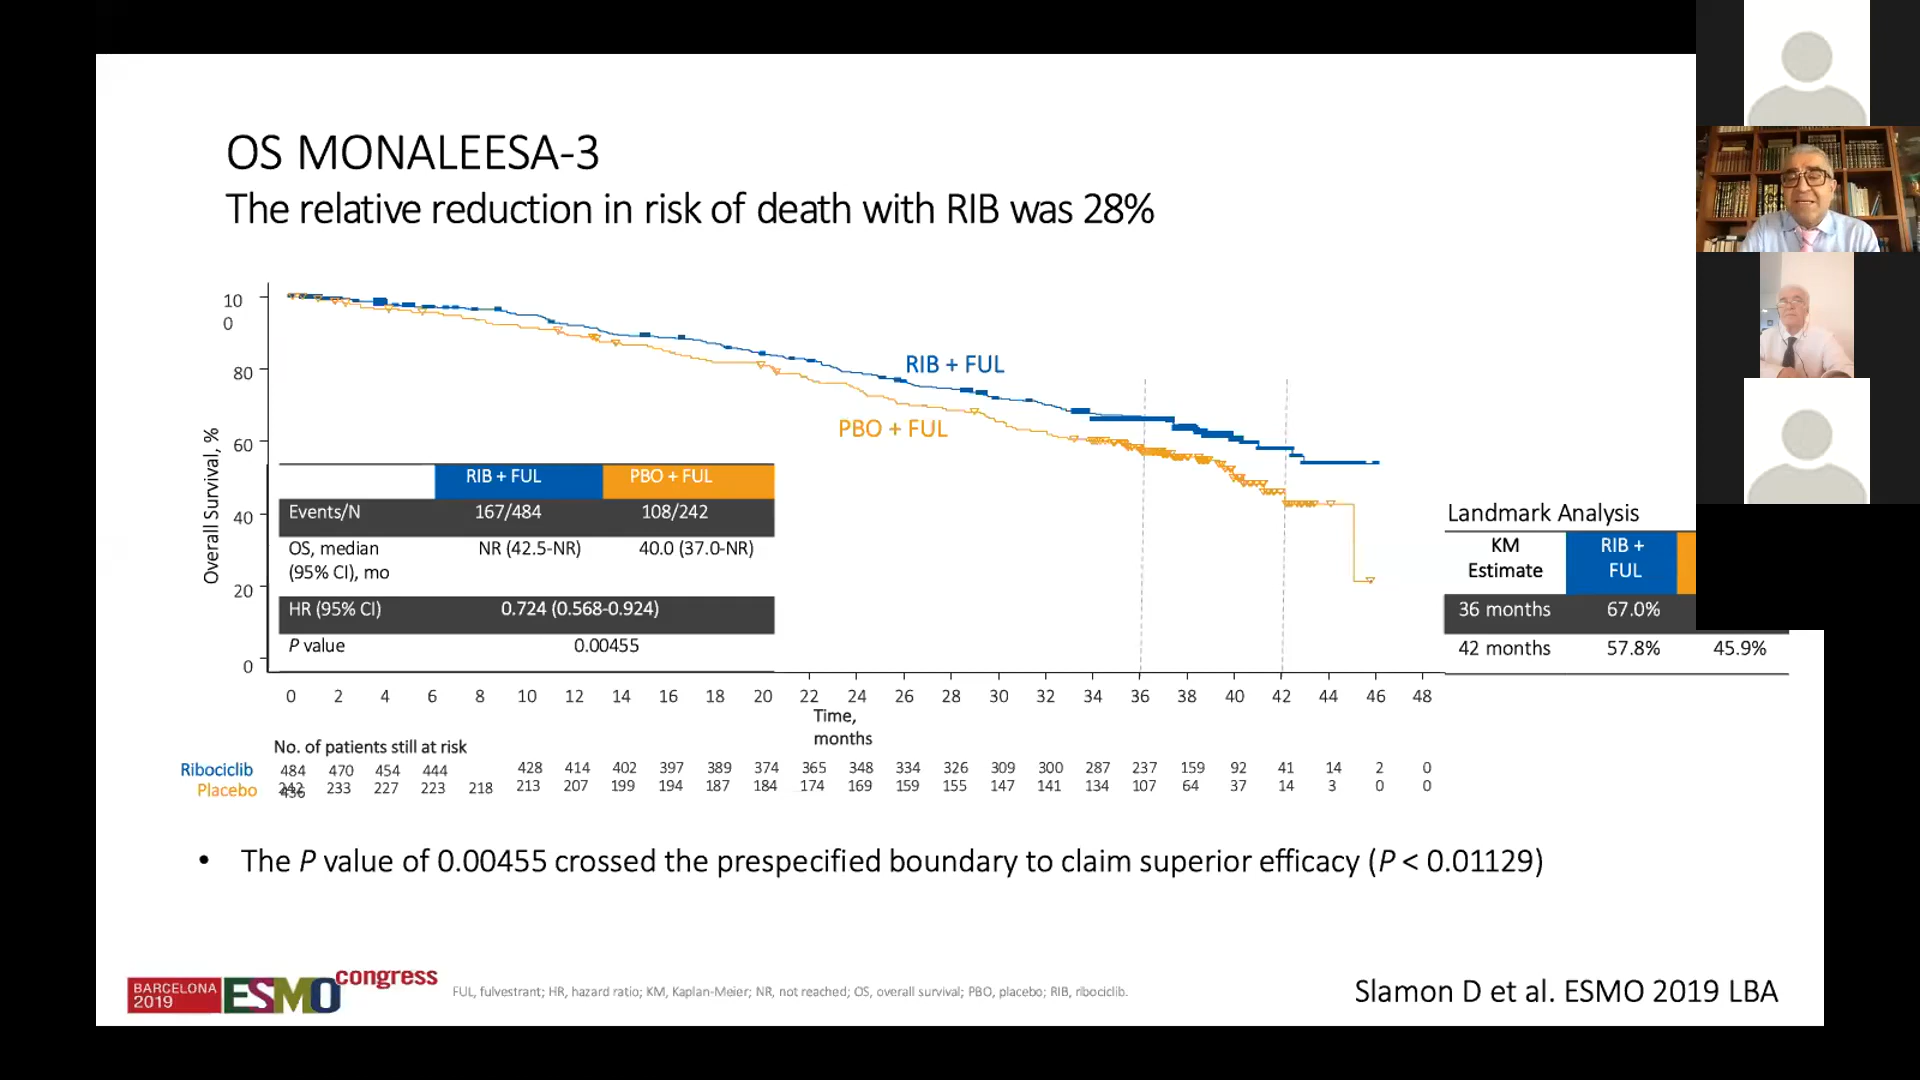 OS MONALEESA-3
The relative reduction in risk of death with RIB was 28%
10
0
80
60
40
20
0
Overall Survival, %
RIB + FUL
PBO + FUL
RIB + FUL PBO + FUL
Events/N 167/484 108/242
OS, median NR (42.5-NR) 40.0 (37.0-NR)
(95% CI), mo
HR (95% CI) 0.724 (0.568-0.924)
P value 0.00455
Landmark Analysis
KM RIB +
Estimate FUL
36 months 67.0%
42 months 57.8% 45.9%
0 2 4 6 8 10 12 14 16 18 20 22 24 26 28 30 32 34 36 38 40 42 44 46 48
Time,
months
No. of patients still at risk
Ribociclib 484 470 454 444 428 414 402 397 389 374 365 348 334 326 309 300 287 237 159 92 41 14 2 0
436
Placebo 242 233 227 223 218 213 207 199 194 187 184 174 169 159 155 147 141 134 107 64 37 14 3 0 0
• The P value of 0.00455 crossed the prespecified boundary to claim superior efficacy (P < 0.01129)
BARCELONA
2019
ESMO congress
FUL, fulvestrant; HR, hazard ratio; KM, Kaplan-Meier; NR, not reached; OS, overall survival; PBO, placebo; RIB, ribociclib.
Slamon D et al. ESMO 2019 LBA